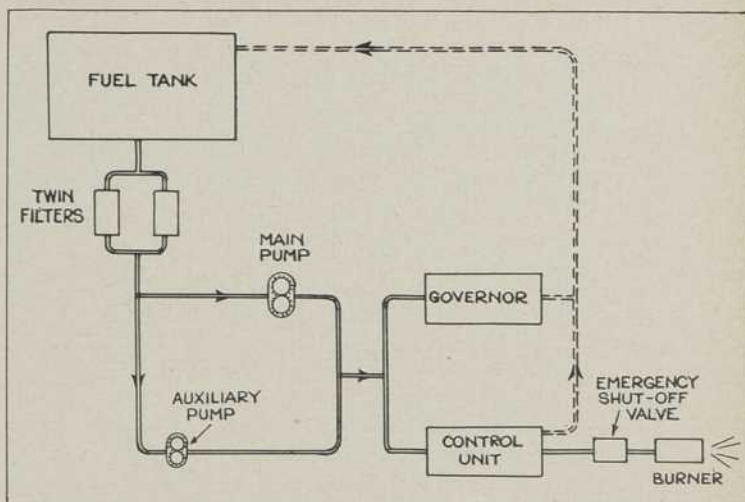 FUEL TANK
TWIN
FILTERS
MAIN
PUMP
GOVERNOR
AUXILIARY
PUMP
CONTROL
UNIT
EMERGENCY
SHUT-OFF
VALVE
BURNER